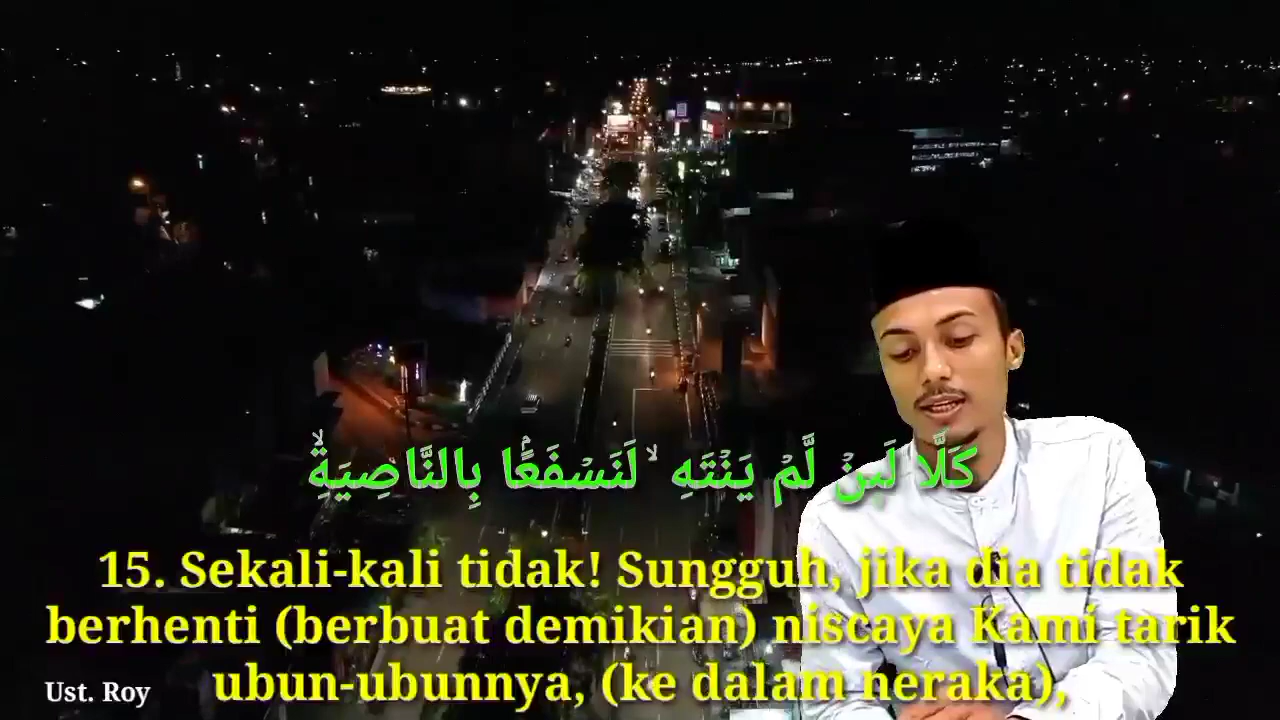 كَلَّا لَىِٕنْ لَّمْ يَنْتَهِ ەۙ لَنَسْفَعًاۢ بِالنَّاصِيَةِۙ
15. Sekali-kali tidak! Sungguh, jika dia tidak
berhenti (berbuat demikian) niscaya Kami tarik
ubun-ubunnya, (ke dalam neraka),
Ust. Roy